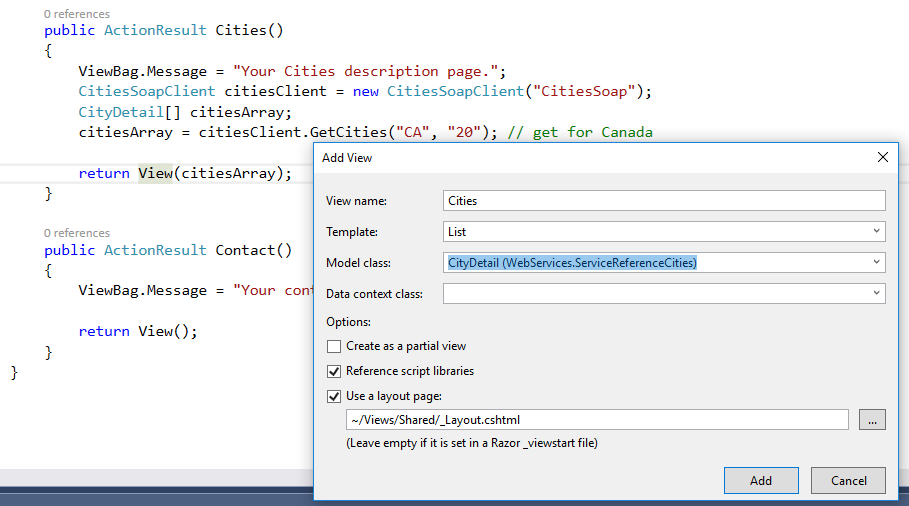 0 references
public ActionResult Cities()
{
ViewBag.Message = "Your Cities description page.";
CitiesSoapClient citiesClient = new CitiesSoapClient("CitiesSoap");
CityDetail[] citiesArray;
citiesArray = citiesClient.GetCities("CA", "20"); // get for Canada
return View(citiesArray);
}
0 references
public ActionResult Contact()
{
ViewBag.Message = "Your cont
return View();
}
}
Add View
View name: Cities
Template: List
Model class: CityDetail (WebServices.ServiceReferenceCities)
Data context class:
Options:
Create as a partial view
Reference script libraries
Use a layout page:
~/Views/Shared/_Layout.cshtml
...
(Leave empty if it is set in a Razor _viewstart file)
Add
Cancel